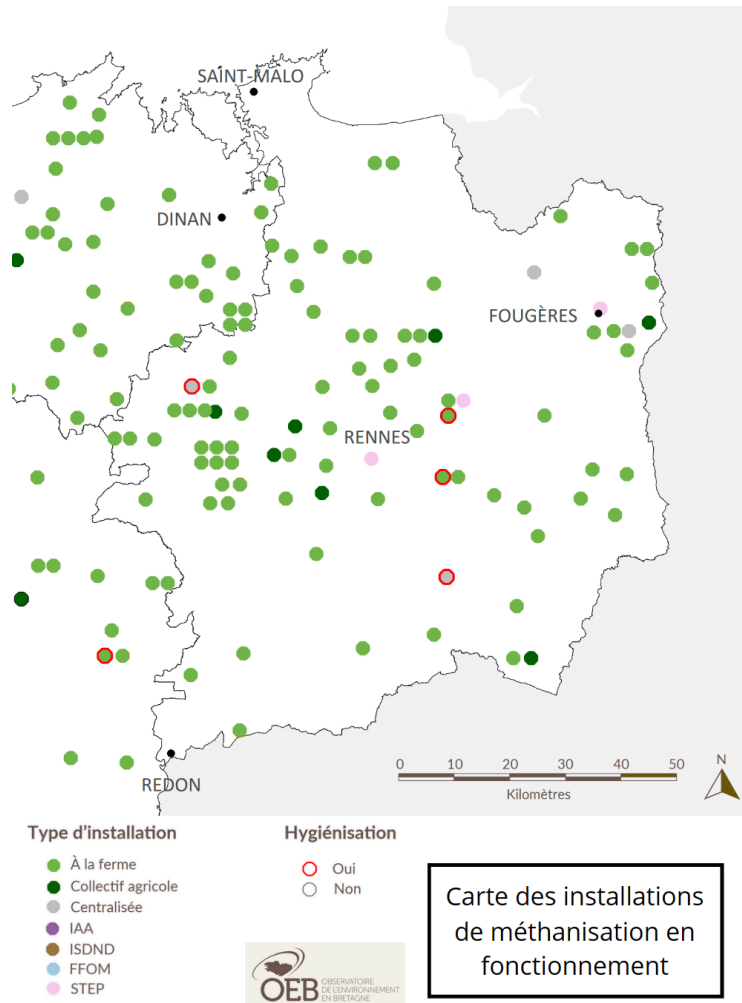 SAINT-MALO
DINAN
FOUGÈRES
RENNES
REDON
0 10 20 30 40 50
Kilomètres
N
Type d'installation
À la ferme
Collectif agricole
Centralisée
IAA
ISDND
FFOM
STEP
Hygiénisation
Oui
Non
OEB
OBSERVATOIRE
DE L'ENVIRONNEMENT
EN BRETAGNE
Carte des installations
de méthanisation en
fonctionnement